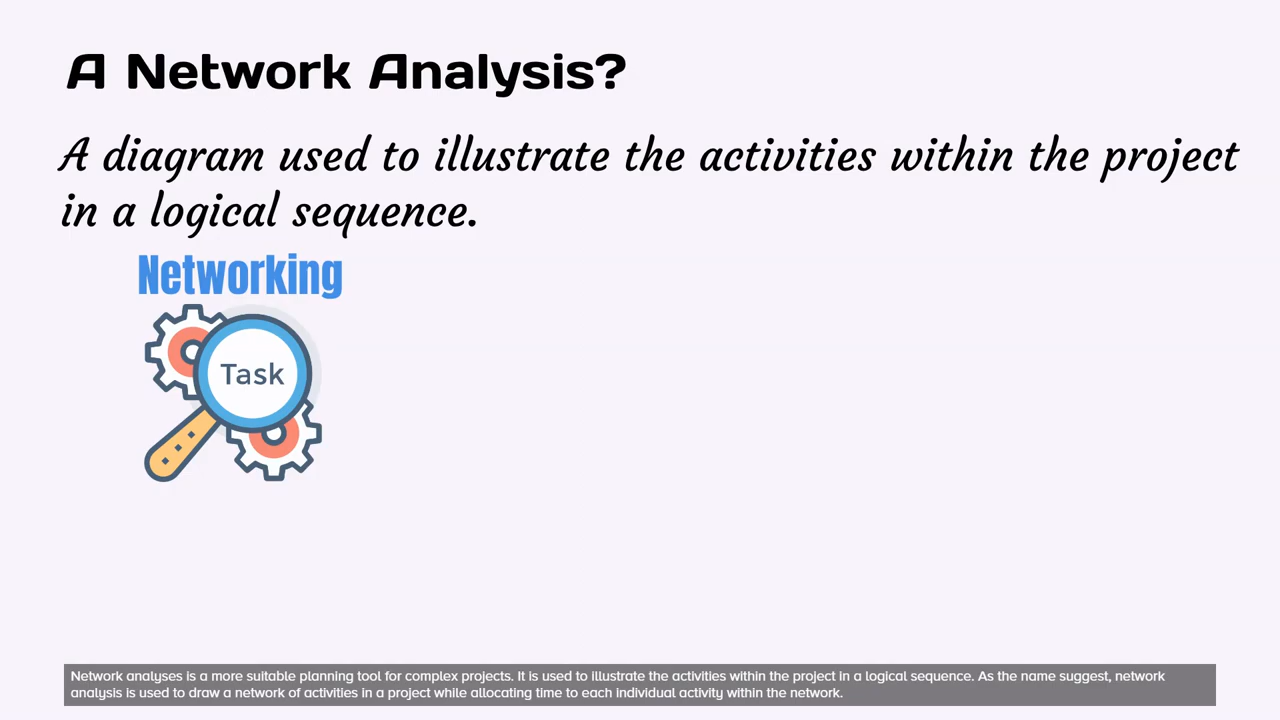 A Network Analysis?
A diagram used to illustrate the activities within the project
in a logical sequence.
Networking
Task
Network analyses is a more suitable planning tool for complex projects. It is used to illustrate the activities within the project in a logical sequence. As the name suggest, network
analysis is used to draw a network of activities in a project while allocating time to each individual activity within the network.